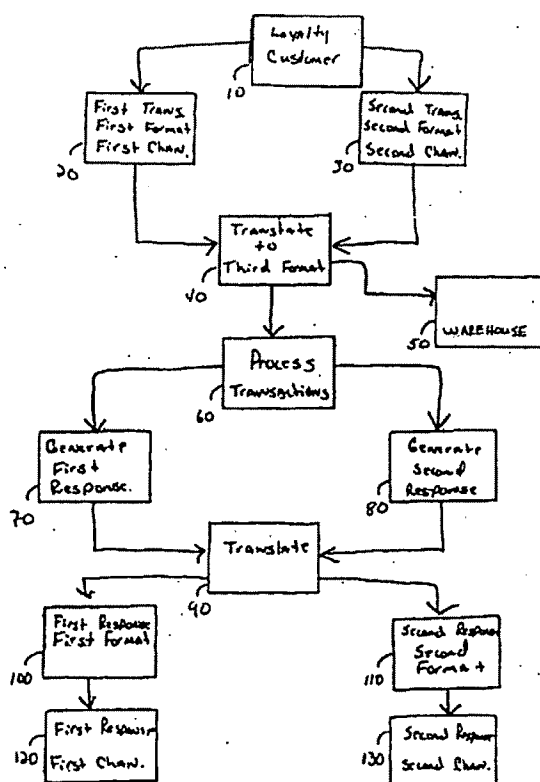 Loyalty
Customer
10
First Trans.
First Format
First Chan.
20
Second Trans.
Second Format
Second Chan.
30
Translate
to
Third Format
40
50
WAREHOUSE
Process
Transactions
60
Generate
First
Response.
70
Generate
Second
Response
80
Translate
90
First Response
First Format
100
Second Response
Second
Format
110
First Response
First Chan.
120
Second Response
Second Chan.
130